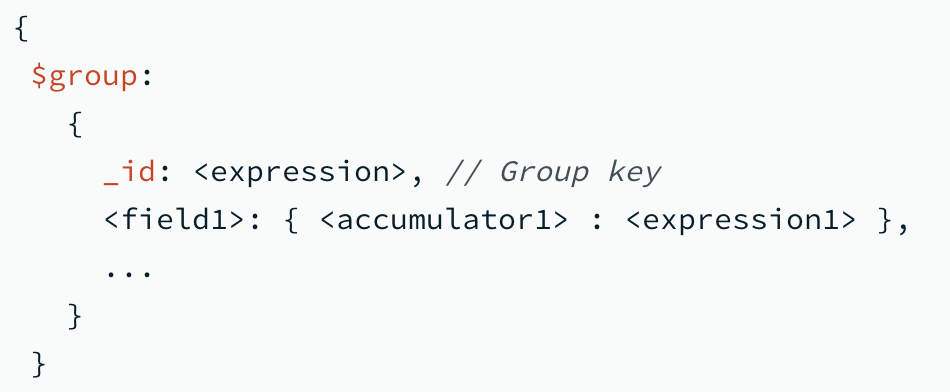 {
$group:
{
_id: <expression>, // Group key
<field1>: { <accumulator1> : <expression1> },
...
}
}